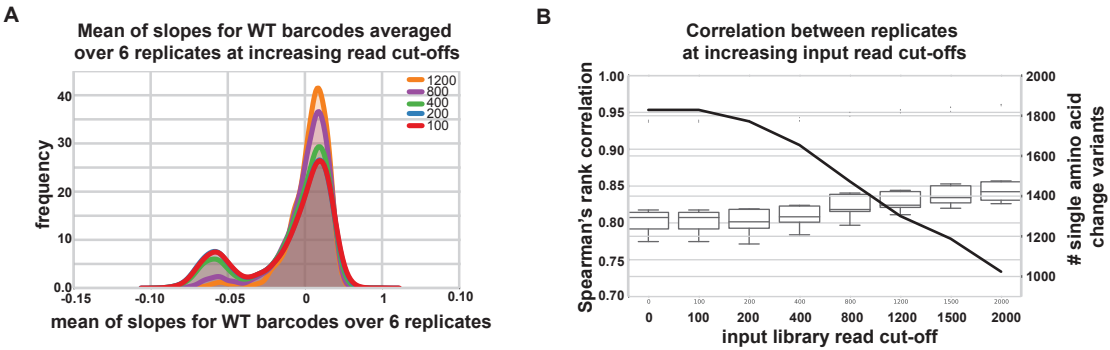 A
Mean of slopes for WT barcodes averaged
over 6 replicates at increasing read cut-offs
frequency
40
30
20
10
0.0
-0.15
-0.10
-0.05
0
1
0.10
1200
800
400
200
100
mean of slopes for WT barcodes over 6 replicates
B
Correlation between replicates
at increasing input read cut-offs
Spearman's rank correlation
1.00
0.95
0.90
0.85
0.80
0.75
0.70
2000
1800
1600
1400
1200
1000
# single amino acid
change variants
0 100 200 400 800 1200 1500 2000
0 100 200 400 800 1200 1500 2000
input library read cut-off